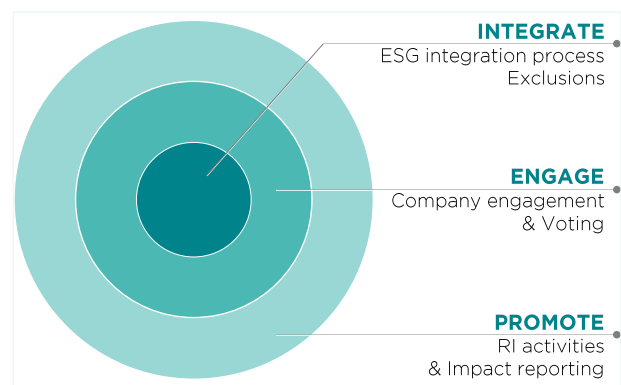 INTEGRATE
ESG integration process
Exclusions
ENGAGE
Company engagement
& Voting
PROMOTE
RI activities
& Impact reporting